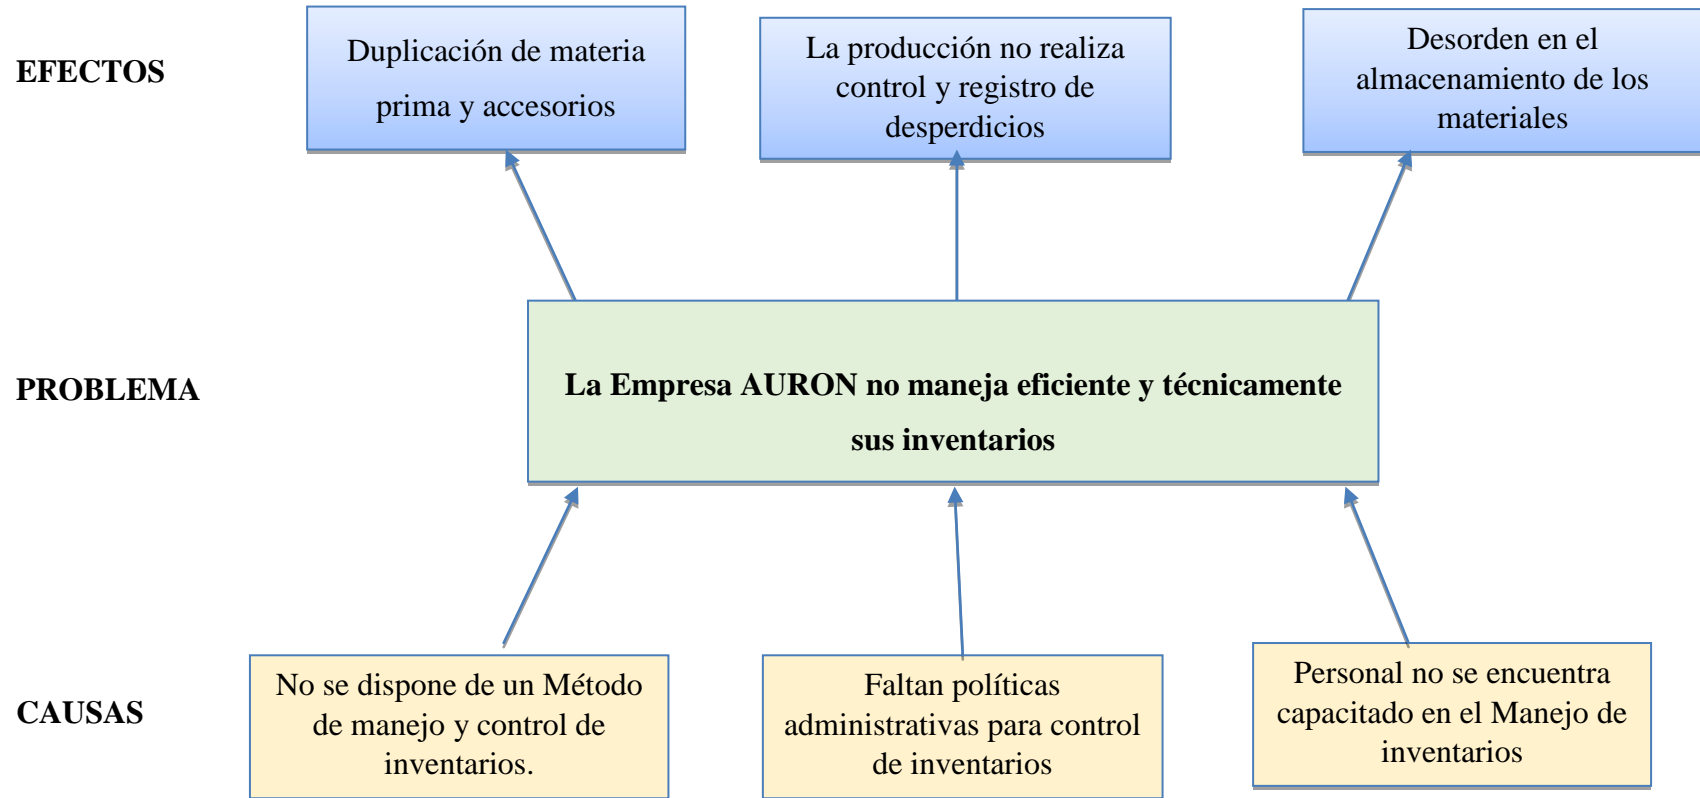 EFECTOS
Duplicación de materia
prima y accesorios
La producción no realiza
control y registro de
desperdicios
Desorden en el
almacenamiento de los
materiales
PROBLEMA
La Empresa AURON no maneja eficiente y técnicamente
sus inventarios
CAUSAS
No se dispone de un Método
de manejo y control de
inventarios.
Faltan políticas
administrativas para control
de inventarios
Personal no se encuentra
capacitado en el Manejo de
inventarios